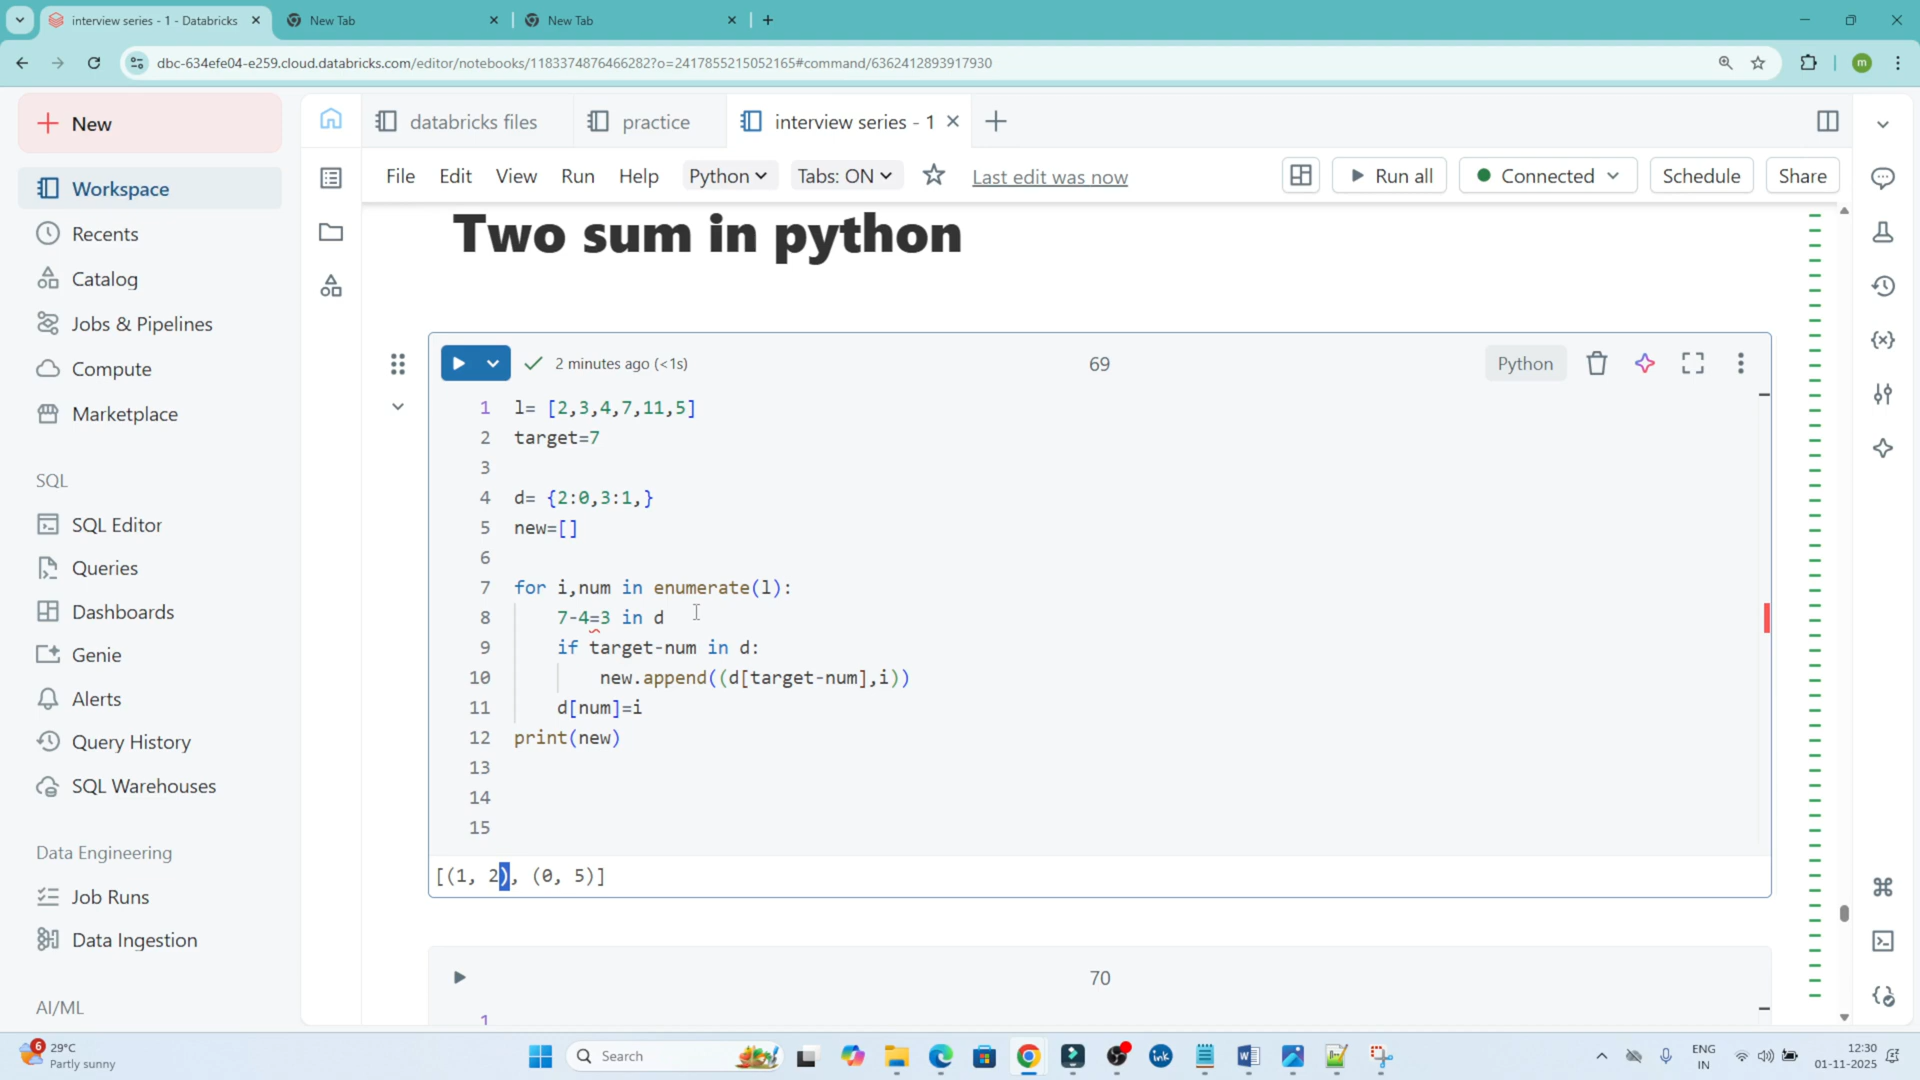 interview series - 1 - Databricks
New Tab
New Tab
dbc-634efe04-e259.cloud.databricks.com/editor/notebooks/1183374876466282?o=2417855215052165#command/6362412893917930
m
New
databricks files
practice
interview series - 1
Workspace
File Edit View Run Help Python Tabs: ON Last edit was now Run all Connected Schedule Share
Recents
Catalog
Jobs & Pipelines
Compute
Marketplace
SQL
SQL Editor
Queries
Dashboards
Genie
Alerts
Query History
SQL Warehouses
Data Engineering
Job Runs
Data Ingestion
AI/ML
Two sum in python
2 minutes ago (<1s)
69
Python
1 l= [2,3,4,7,11,5]
2 target=7
3
4 d= {2:0,3:1,}
5 new=[]
6
7 for i,num in enumerate(l):
8 7-4=3 in d
9 if target-num in d:
10 new.append((d[target-num],i))
11 d[num]=i
12 print(new)
13
14
15
[(1, 2), (0, 5)]
70
1
6
29°C
Partly sunny
Search
ink
ENG
IN
12:30
01-11-2025